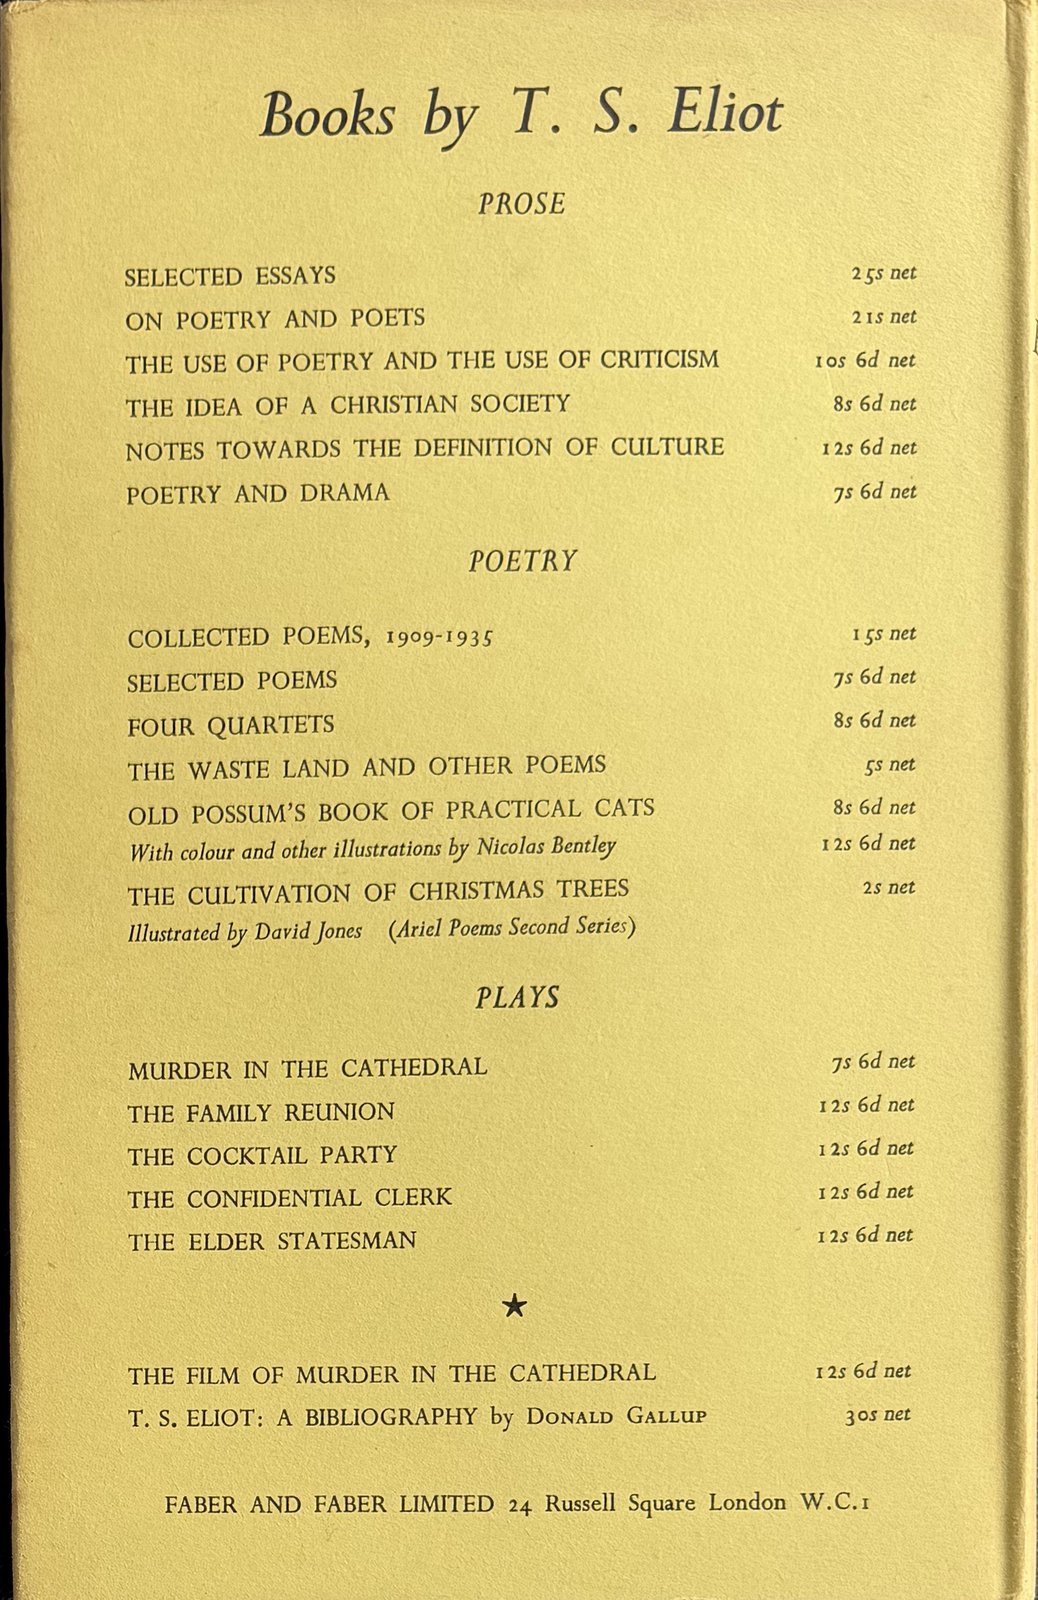 Books by T. S. Eliot
PROSE
SELECTED ESSAYS 25s net
ON POETRY AND POETS 21s net
THE USE OF POETRY AND THE USE OF CRITICISM 10s 6d net
THE IDEA OF A CHRISTIAN SOCIETY 8s 6d net
NOTES TOWARDS THE DEFINITION OF CULTURE 12s 6d net
POETRY AND DRAMA 7s 6d net
POETRY
COLLECTED POEMS, 1909-1935 15s net
SELECTED POEMS 7s 6d net
FOUR QUARTETS 8s 6d net
THE WASTE LAND AND OTHER POEMS 5s net
OLD POSSUM'S BOOK OF PRACTICAL CATS 8s 6d net
With colour and other illustrations by Nicolas Bentley 12s 6d net
THE CULTIVATION OF CHRISTMAS TREES 2s net
Illustrated by David Jones (Ariel Poems Second Series)
PLAYS
MURDER IN THE CATHEDRAL 7s 6d net
THE FAMILY REUNION 12s 6d net
THE COCKTAIL PARTY 12s 6d net
THE CONFIDENTIAL CLERK 12s 6d net
THE ELDER STATESMAN 12s 6d net
★
THE FILM OF MURDER IN THE CATHEDRAL 12s 6d net
T. S. ELIOT: A BIBLIOGRAPHY by DONALD GALLUP 30s net
FABER AND FABER LIMITED 24 Russell Square London W.C.1